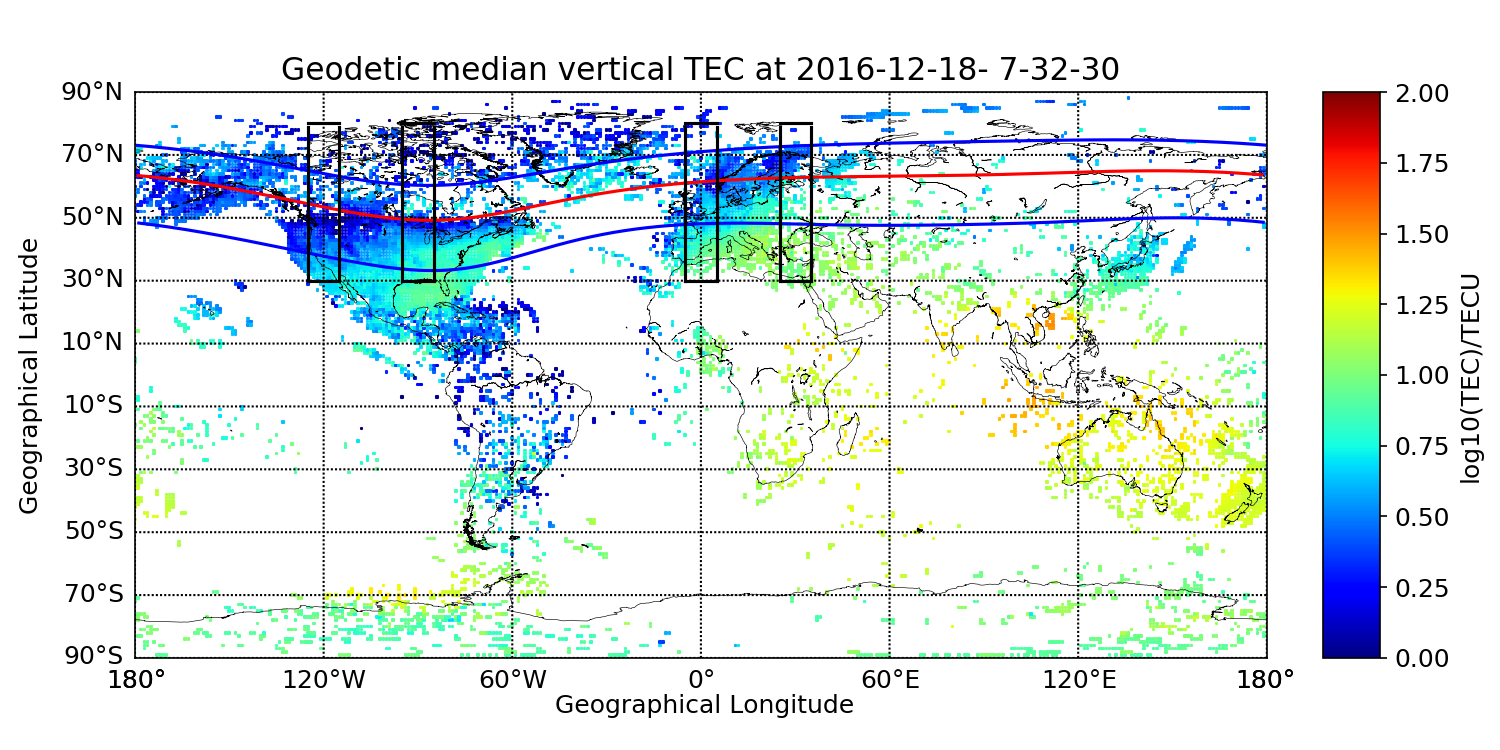 Geodetic median vertical TEC at 2016-12-18- 7-32-30
90°N
70°N
50°N
30°N
10°N
10°S
30°S
50°S
70°S
90°S
Geographical Latitude
180°
120°W
60°W
0°
60°E
120°E
180°
Geographical Longitude
2.00
1.75
1.50
1.25
1.00
0.75
0.50
0.25
0.00
log10(TEC)/TECU